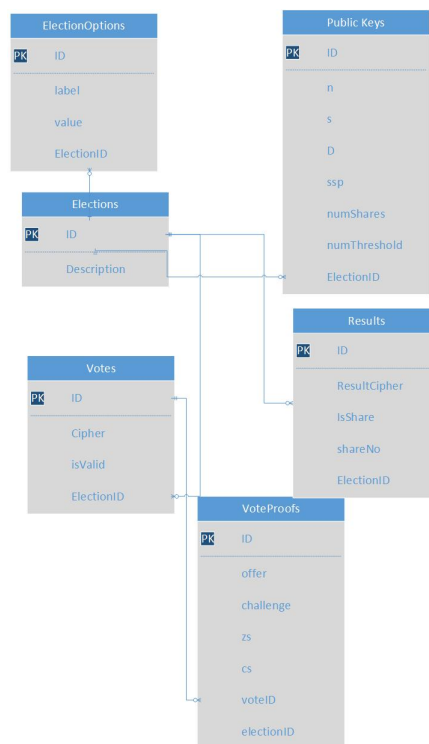 ElectionOptions
PK ID
label
value
ElectionID
Public Keys
PK ID
n
s
D
ssp
numShares
numThreshold
ElectionID
Elections
PK ID
Description
Results
PK ID
ResultCipher
IsShare
shareNo
ElectionID
Votes
PK ID
Cipher
isValid
ElectionID
VoteProofs
PK ID
offer
challenge
zs
cs
voteID
electionID